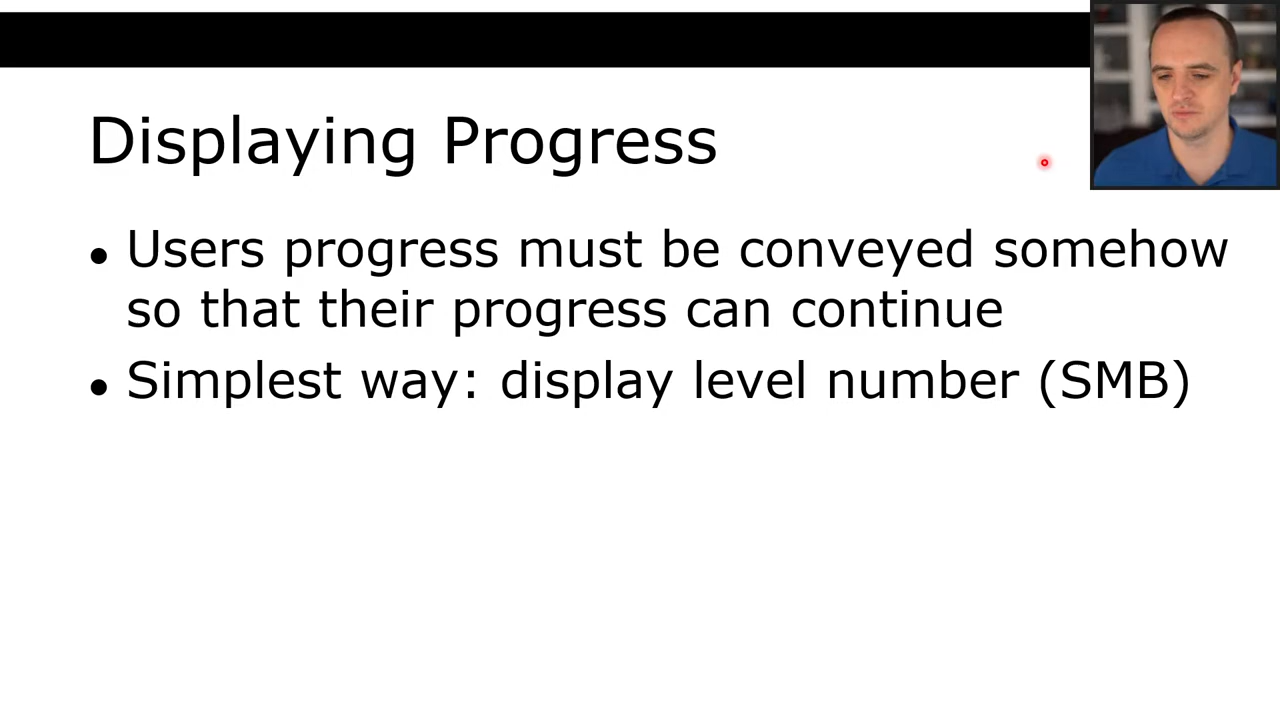 Displaying Progress
• Users progress must be conveyed somehow
so that their progress can continue
• Simplest way: display level number (SMB)